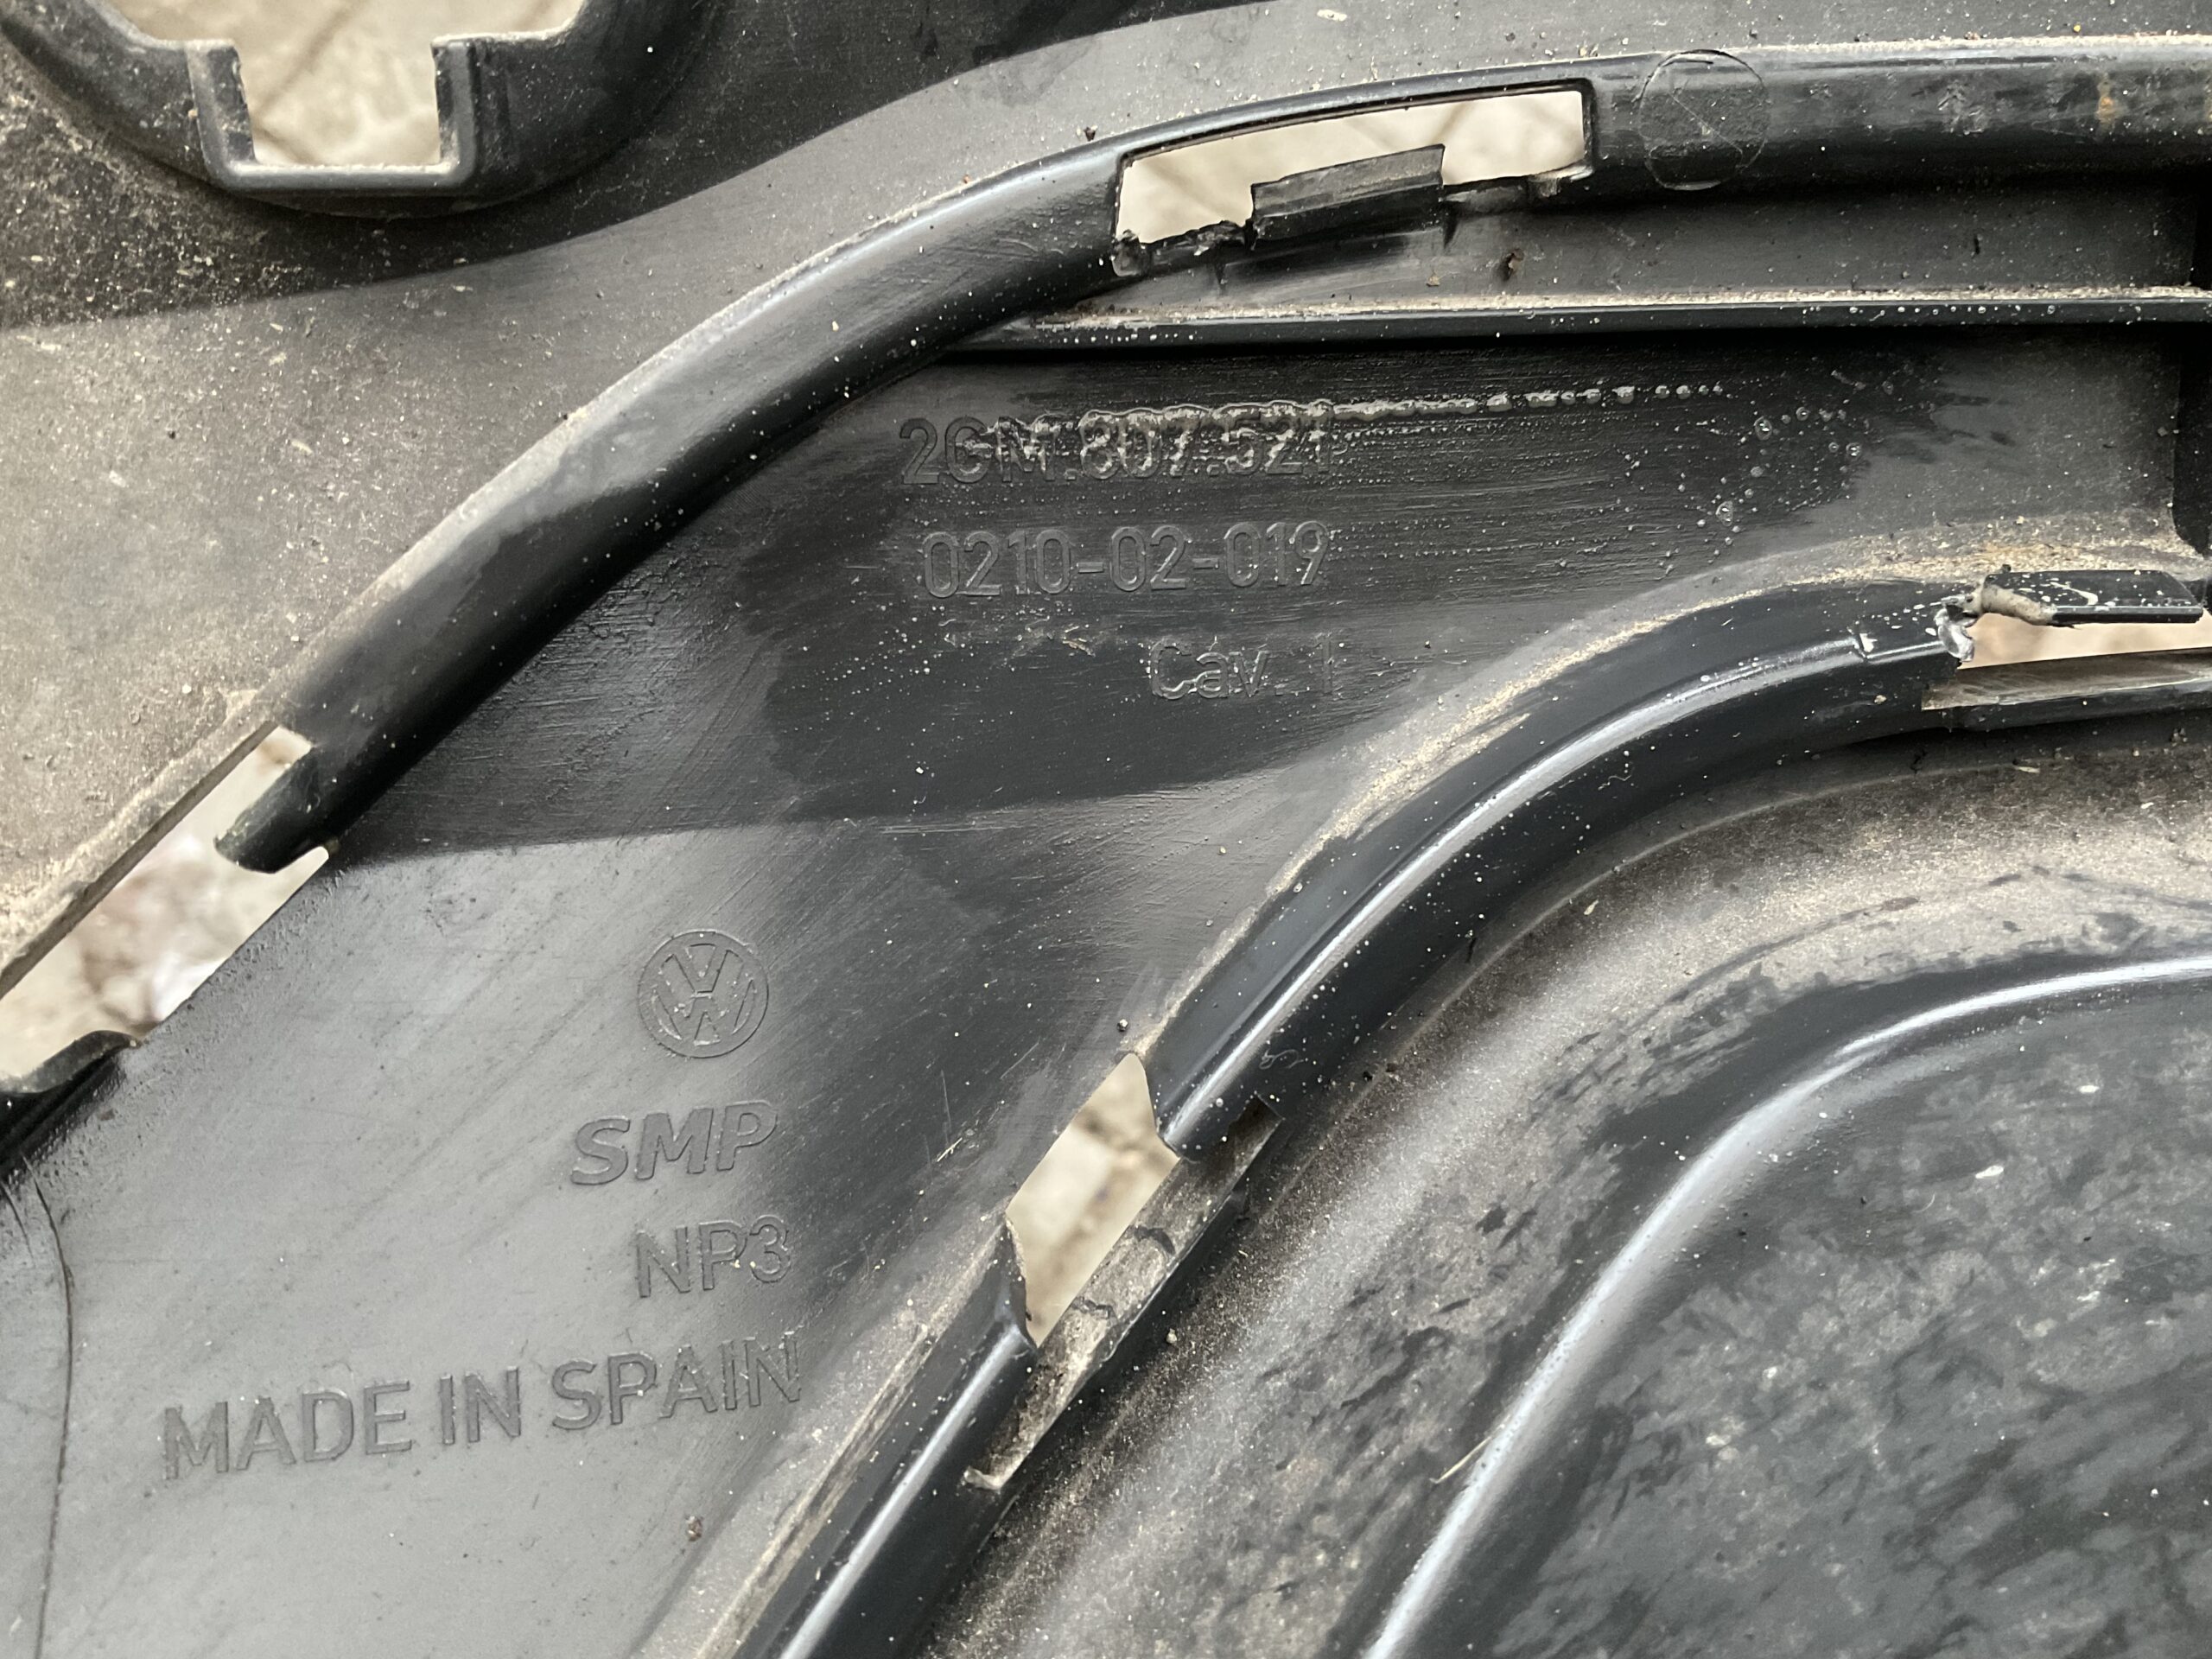 2GM.807.521
0210-02-019
Cav. 1
SMP
NP3
MADE IN SPAIN